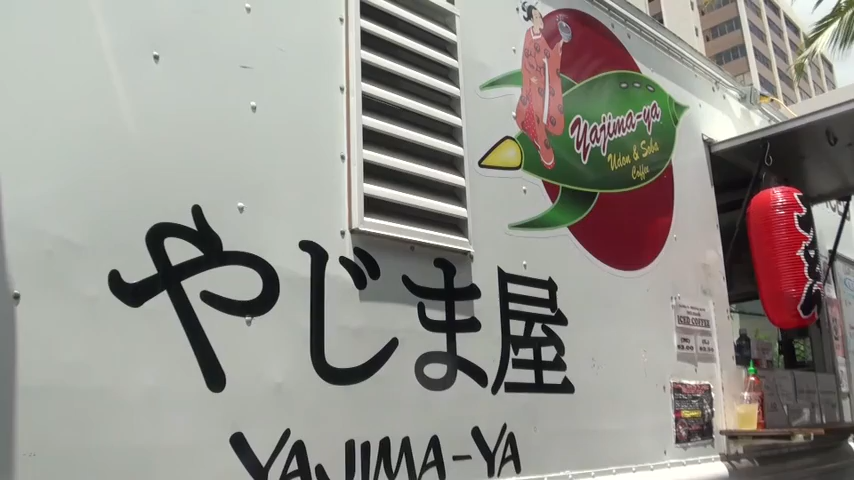 Yajima-ya
Udon & Soba
Coffee
やじま屋
YAJIMA-YA
ICED COFFEE